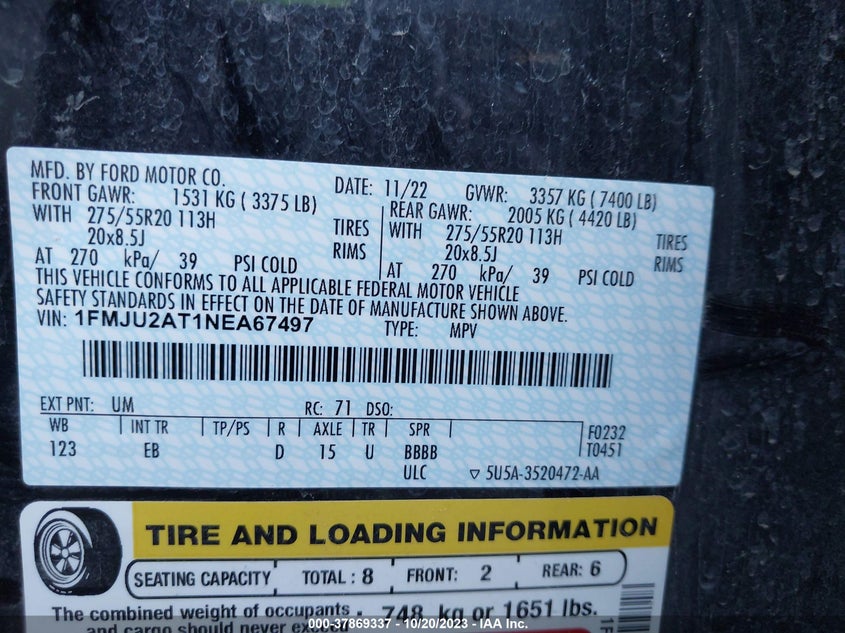 MFD. BY FORD MOTOR CO. DATE: 11/22 GVWR: 3357 KG ( 7400 LB)
FRONT GAWR: 1531 KG ( 3375 LB) REAR GAWR: 2005 KG ( 4420 LB)
WITH 275/55R20 113H TIRES WITH 275/55R20 113H TIRES
20x8.5J RIMS 20x8.5J RIMS
AT 270 kPa/ 39 PSI COLD AT 270 kPa/ 39 PSI COLD
THIS VEHICLE CONFORMS TO ALL APPLICABLE FEDERAL MOTOR VEHICLE
SAFETY STANDARDS IN EFFECT ON THE DATE OF MANUFACTURE SHOWN ABOVE.
VIN: 1FMJU2AT1NEA67497 TYPE: MPV
EXT PNT: UM RC: 71 DSO:
WB INT TR TP/PS R AXLE TR SPR F0232
123 EB D 15 U BBBB T0451
ULC ▽ 5U5A-3520472-AA
TIRE AND LOADING INFORMATION
SEATING CAPACITY TOTAL : 8 FRONT: 2 REAR: 6
The combined weight of occupants 748 kg or 1651 lbs.
and cargo should never exceed
000-37869337 - 10/20/2023 - IAA Inc.